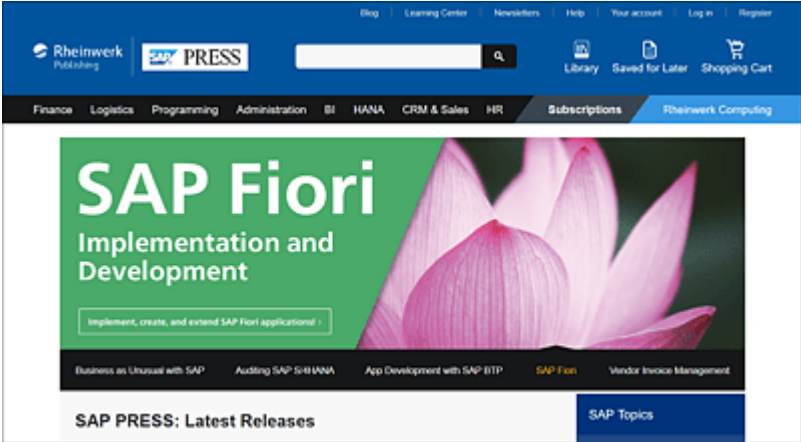 Blog Learning Center Newsletters Help Your account Log in Register
Rheinwerk
Publishing
SAP PRESS
Library Saved for Later Shopping Cart
Finance Logistics Programming Administration BI HANA CRM & Sales HR Subscriptions Rheinwerk Computing
SAP Fiori
Implementation and
Development
Implement, create, and extend SAP Fiori applications! ›
Business as Unusual with SAP Auditing SAP S/4HANA App Development with SAP BTP SAP Fiori Vendor Invoice Management
SAP PRESS: Latest Releases
SAP Topics